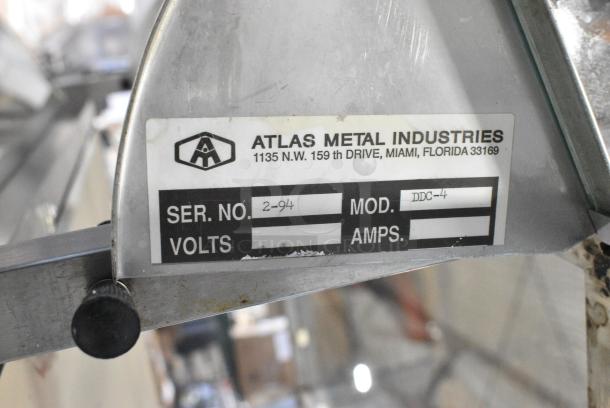 ATLAS METAL INDUSTRIES
1135 N.W. 159 th DRIVE, MIAMI, FLORIDA 33169
SER. NO. 2-94 MOD. DDC-4
VOLTS AMPS.